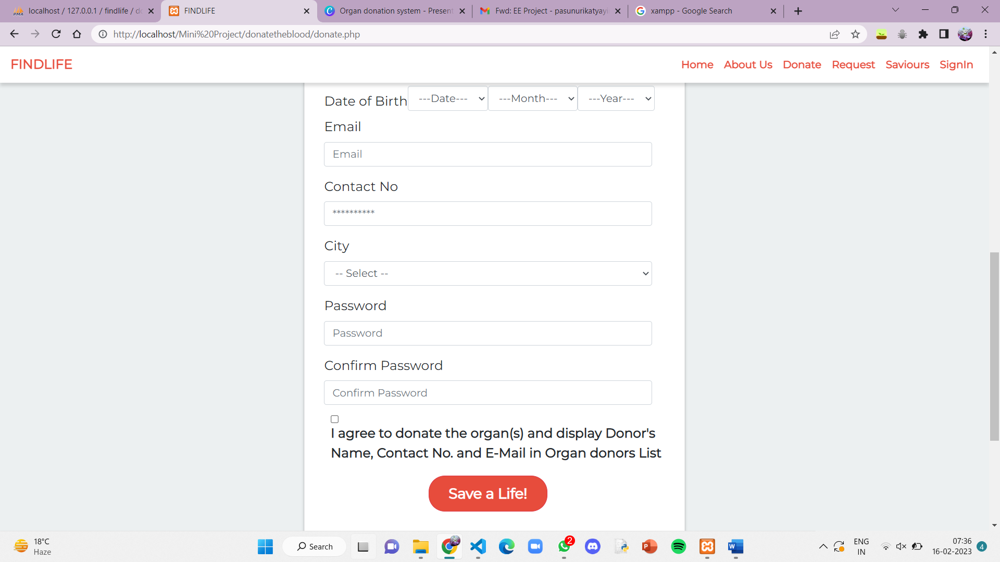 localhost / 127.0.0.1 / findlife / do
FINDLIFE
Organ donation system - Present
Fwd: EE Project - pasunurikatyayi
xampp - Google Search
http://localhost/Mini%20Project/donatetheblood/donate.php
FINDLIFE
Home About Us Donate Request Saviours SignIn
Date of Birth ---Date--- ---Month--- ---Year---
Email
Email
Contact No
**********
City
-- Select --
Password
Password
Confirm Password
Confirm Password
I agree to donate the organ(s) and display Donor's
Name, Contact No. and E-Mail in Organ donors List
Save a Life!
18°C
Haze
Search
2
ENG
IN
07:36
16-02-2023
4